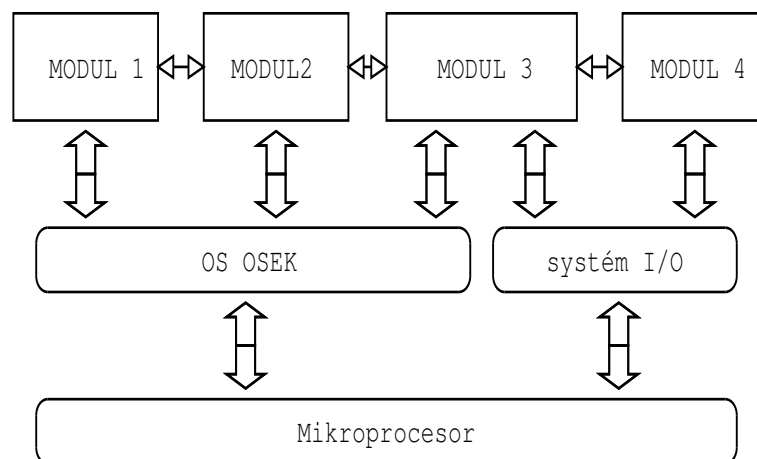 MODUL 1
MODUL2
MODUL 3
MODUL 4
OS OSEK
systém I/O
Mikroprocesor